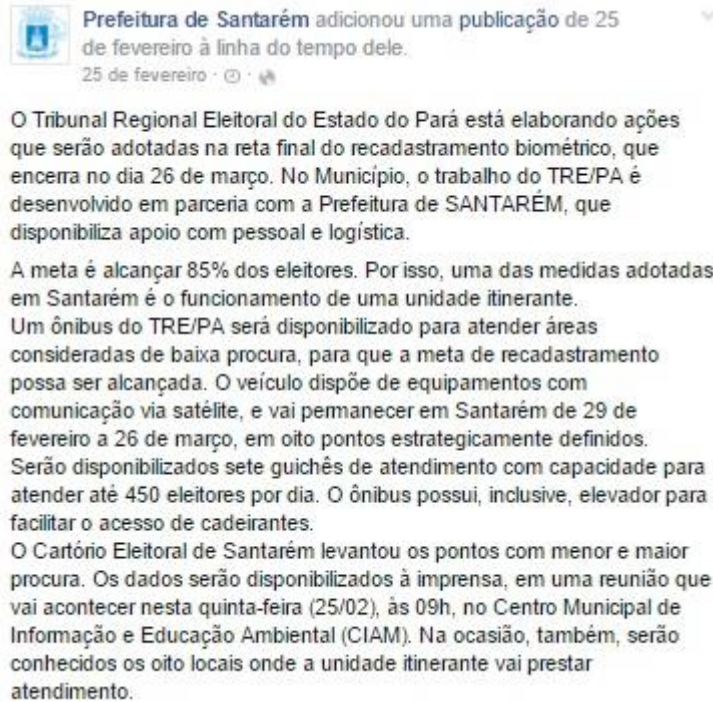 Prefeitura de Santarém adicionou uma publicação de 25
de fevereiro à linha do tempo dele.
25 de fevereiro ·
O Tribunal Regional Eleitoral do Estado do Pará está elaborando ações
que serão adotadas na reta final do recadastramento biométrico, que
encerra no dia 26 de março. No Município, o trabalho do TRE/PA é
desenvolvido em parceria com a Prefeitura de SANTARÉM, que
disponibiliza apoio com pessoal e logística.
A meta é alcançar 85% dos eleitores. Por isso, uma das medidas adotadas
em Santarém é o funcionamento de uma unidade itinerante.
Um ônibus do TRE/PA será disponibilizado para atender áreas
consideradas de baixa procura, para que a meta de recadastramento
possa ser alcançada. O veículo dispõe de equipamentos com
comunicação via satélite, e vai permanecer em Santarém de 29 de
fevereiro a 26 de março, em oito pontos estrategicamente definidos.
Serão disponibilizados sete guichês de atendimento com capacidade para
atender até 450 eleitores por dia. O ônibus possui, inclusive, elevador para
facilitar o acesso de cadeirantes.
O Cartório Eleitoral de Santarém levantou os pontos com menor e maior
procura. Os dados serão disponibilizados à imprensa, em uma reunião que
vai acontecer nesta quinta-feira (25/02), às 09h, no Centro Municipal de
Informação e Educação Ambiental (CIAM). Na ocasião, também, serão
conhecidos os oito locais onde a unidade itinerante vai prestar
atendimento.